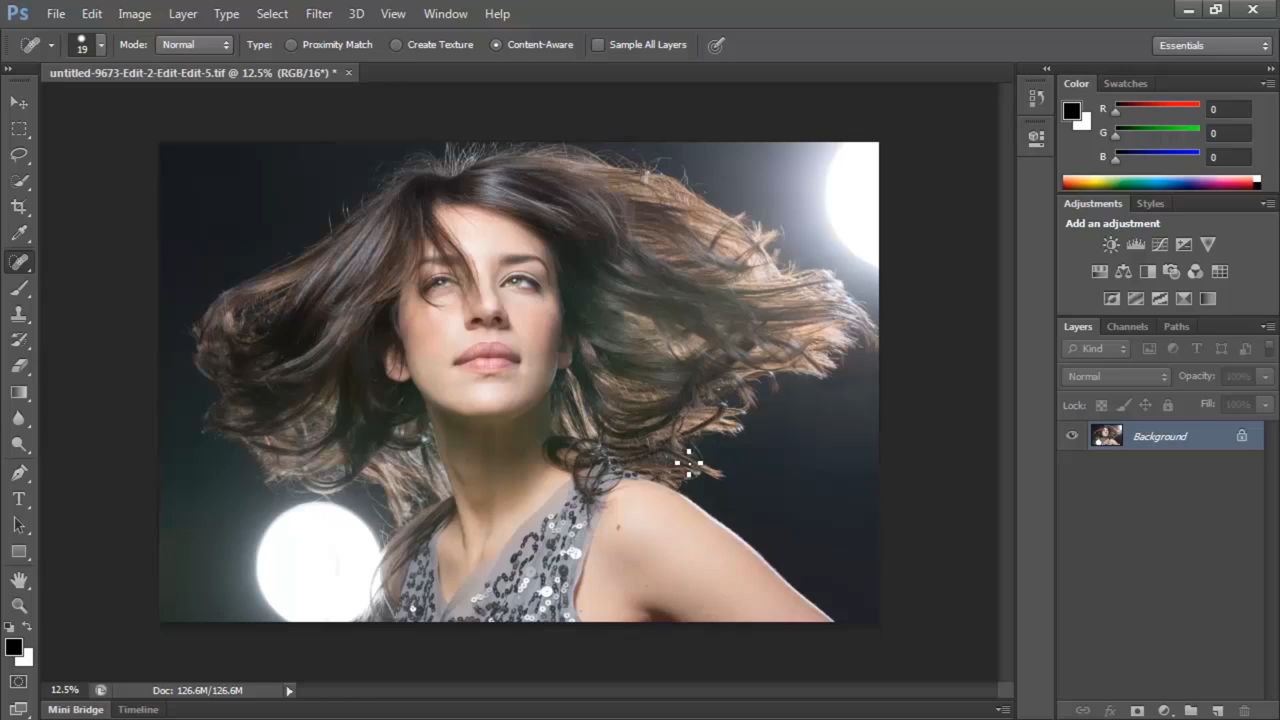 Ps File Edit Image Layer Type Select Filter 3D View Window Help
19 Mode: Normal Type: Proximity Match Create Texture Content-Aware Sample All Layers Essentials
untitled-9673-Edit-2-Edit-Edit-5.tif @ 12.5% (RGB/16*) *
Color Swatches
R 0
G 0
B 0
Adjustments Styles
Add an adjustment
Layers Channels Paths
Kind
Normal Opacity: 100%
Lock: Fill: 100%
Background
T
12.5% Doc: 126.6M/126.6M
Mini Bridge Timeline